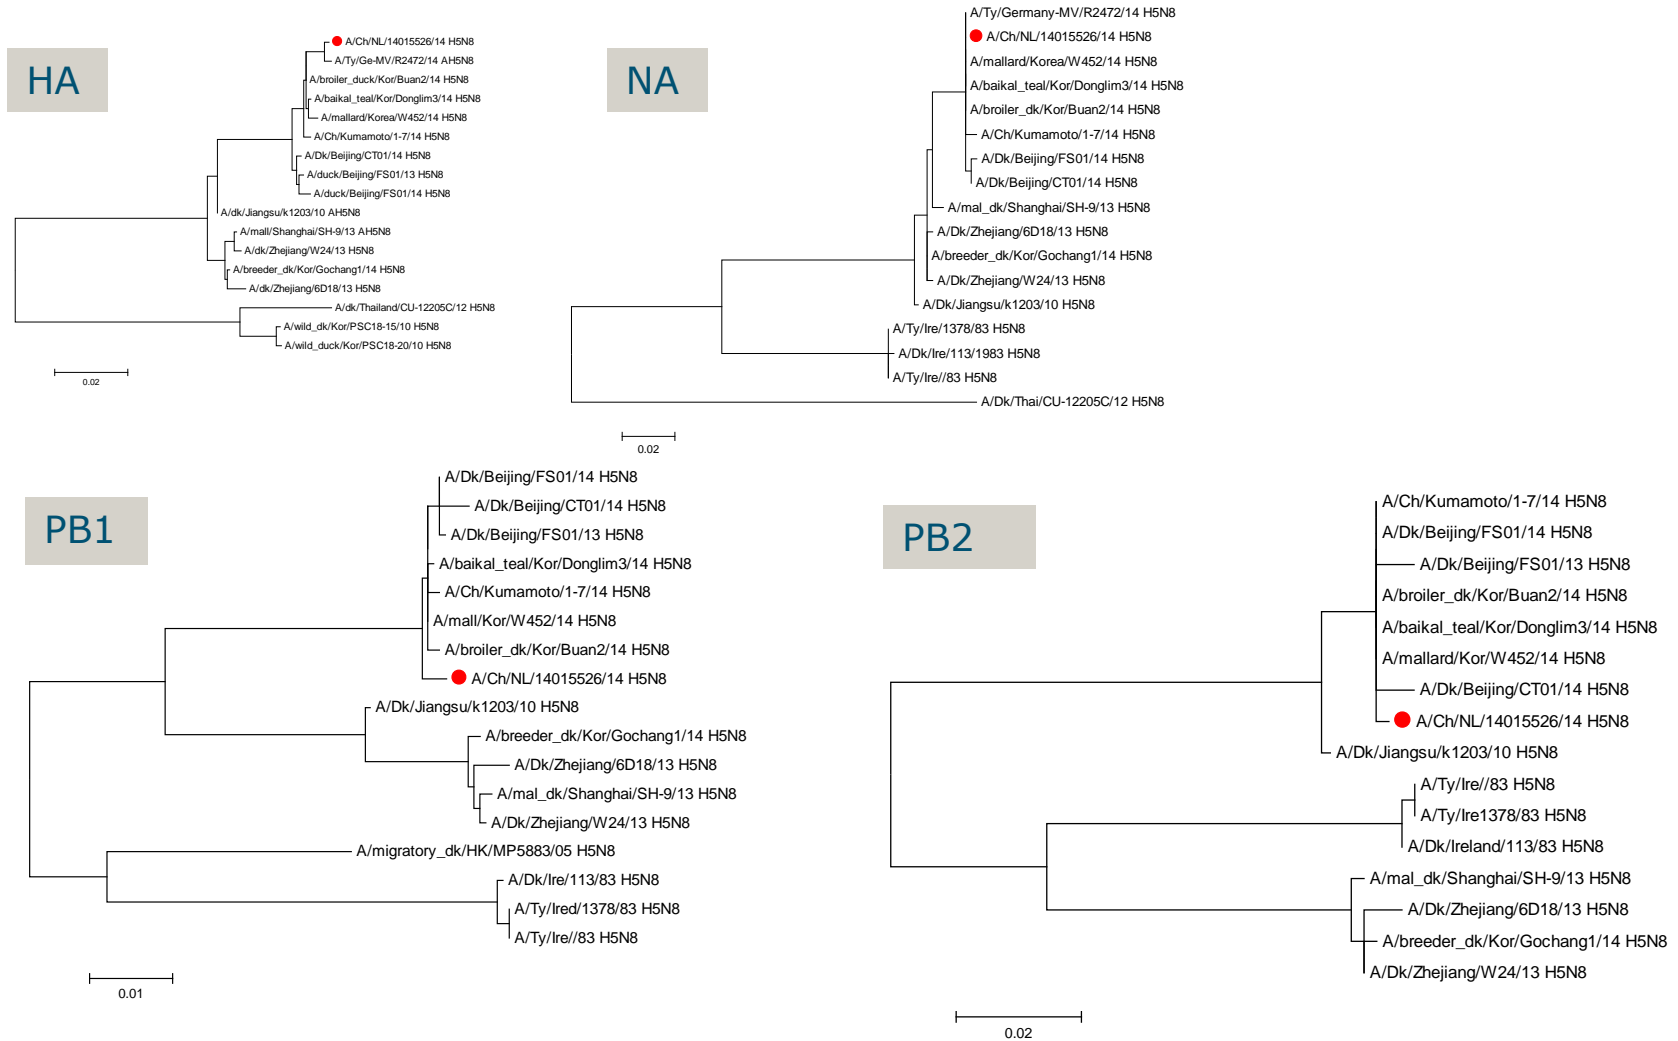 HA
A/Ch/NL/14015526/14 H5N8
A/Ty/Ge-MV/R2472/14 AH5N8
A/broiler_duck/Kor/Buan2/14 H5N8
A/baikal_teal/Kor/Donglim3/14 H5N8
A/mallard/Korea/W452/14 H5N8
A/Ch/Kumamoto/1-7/14 H5N8
A/Dk/Beijing/CT01/14 H5N8
A/duck/Beijing/FS01/13 H5N8
A/duck/Beijing/FS01/14 H5N8
A/dk/Jiangsu/k1203/10 AH5N8
A/mall/Shanghai/SH-9/13 AH5N8
A/dk/Zhejiang/W24/13 H5N8
A/breeder_dk/Kor/Gochang1/14 H5N8
A/dk/Zhejiang/6D18/13 H5N8
A/dk/Thailand/CU-12205C/12 H5N8
A/wild_dk/Kor/PSC18-15/10 H5N8
A/wild_duck/Kor/PSC18-20/10 H5N8
0.02
NA
A/Ty/Germany-MV/R2472/14 H5N8
A/Ch/NL/14015526/14 H5N8
A/mallard/Korea/W452/14 H5N8
A/baikal_teal/Kor/Donglim3/14 H5N8
A/broiler_dk/Kor/Buan2/14 H5N8
A/Ch/Kumamoto/1-7/14 H5N8
A/Dk/Beijing/FS01/14 H5N8
A/Dk/Beijing/CT01/14 H5N8
A/mal_dk/Shanghai/SH-9/13 H5N8
A/Dk/Zhejiang/6D18/13 H5N8
A/breeder_dk/Kor/Gochang1/14 H5N8
A/Dk/Zhejiang/W24/13 H5N8
A/Dk/Jiangsu/k1203/10 H5N8
A/Ty/Ire/1378/83 H5N8
A/Dk/Ire/113/1983 H5N8
A/Ty/Ire//83 H5N8
A/Dk/Thai/CU-12205C/12 H5N8
0.02
PB1
A/Dk/Beijing/FS01/14 H5N8
A/Dk/Beijing/CT01/14 H5N8
A/Dk/Beijing/FS01/13 H5N8
A/baikal_teal/Kor/Donglim3/14 H5N8
A/Ch/Kumamoto/1-7/14 H5N8
A/mall/Kor/W452/14 H5N8
A/broiler_dk/Kor/Buan2/14 H5N8
A/Ch/NL/14015526/14 H5N8
A/Dk/Jiangsu/k1203/10 H5N8
A/breeder_dk/Kor/Gochang1/14 H5N8
A/Dk/Zhejiang/6D18/13 H5N8
A/mal_dk/Shanghai/SH-9/13 H5N8
A/Dk/Zhejiang/W24/13 H5N8
A/migratory_dk/HK/MP5883/05 H5N8
A/Dk/Ire/113/83 H5N8
A/Ty/Ired/1378/83 H5N8
A/Ty/Ire//83 H5N8
0.01
PB2
A/Ch/Kumamoto/1-7/14 H5N8
A/Dk/Beijing/FS01/14 H5N8
A/Dk/Beijing/FS01/13 H5N8
A/broiler_dk/Kor/Buan2/14 H5N8
A/baikal_teal/Kor/Donglim3/14 H5N8
A/mallard/Kor/W452/14 H5N8
A/Dk/Beijing/CT01/14 H5N8
A/Ch/NL/14015526/14 H5N8
A/Dk/Jiangsu/k1203/10 H5N8
A/Ty/Ire//83 H5N8
A/Ty/Ire1378/83 H5N8
A/Dk/Ireland/113/83 H5N8
A/mal_dk/Shanghai/SH-9/13 H5N8
A/Dk/Zhejiang/6D18/13 H5N8
A/breeder_dk/Kor/Gochang1/14 H5N8
A/Dk/Zhejiang/W24/13 H5N8
0.02